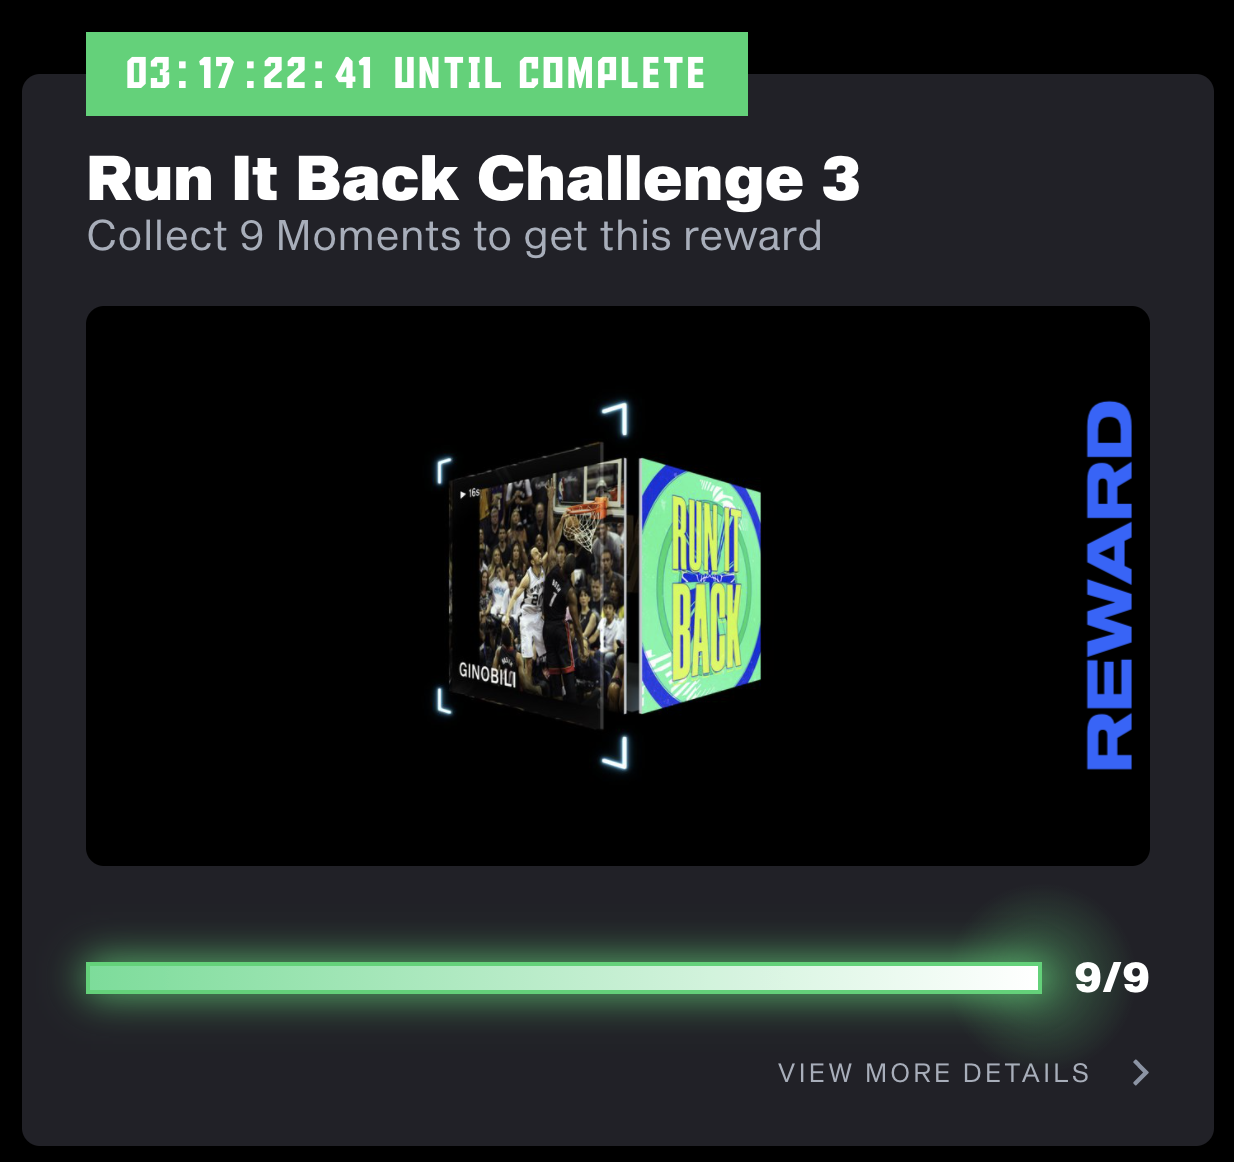 03:17:22:41 UNTIL COMPLETE
Run It Back Challenge 3
Collect 9 Moments to get this reward
16s
RUN IT
BACK
GINOBILI
REWARD
9/9
VIEW MORE DETAILS